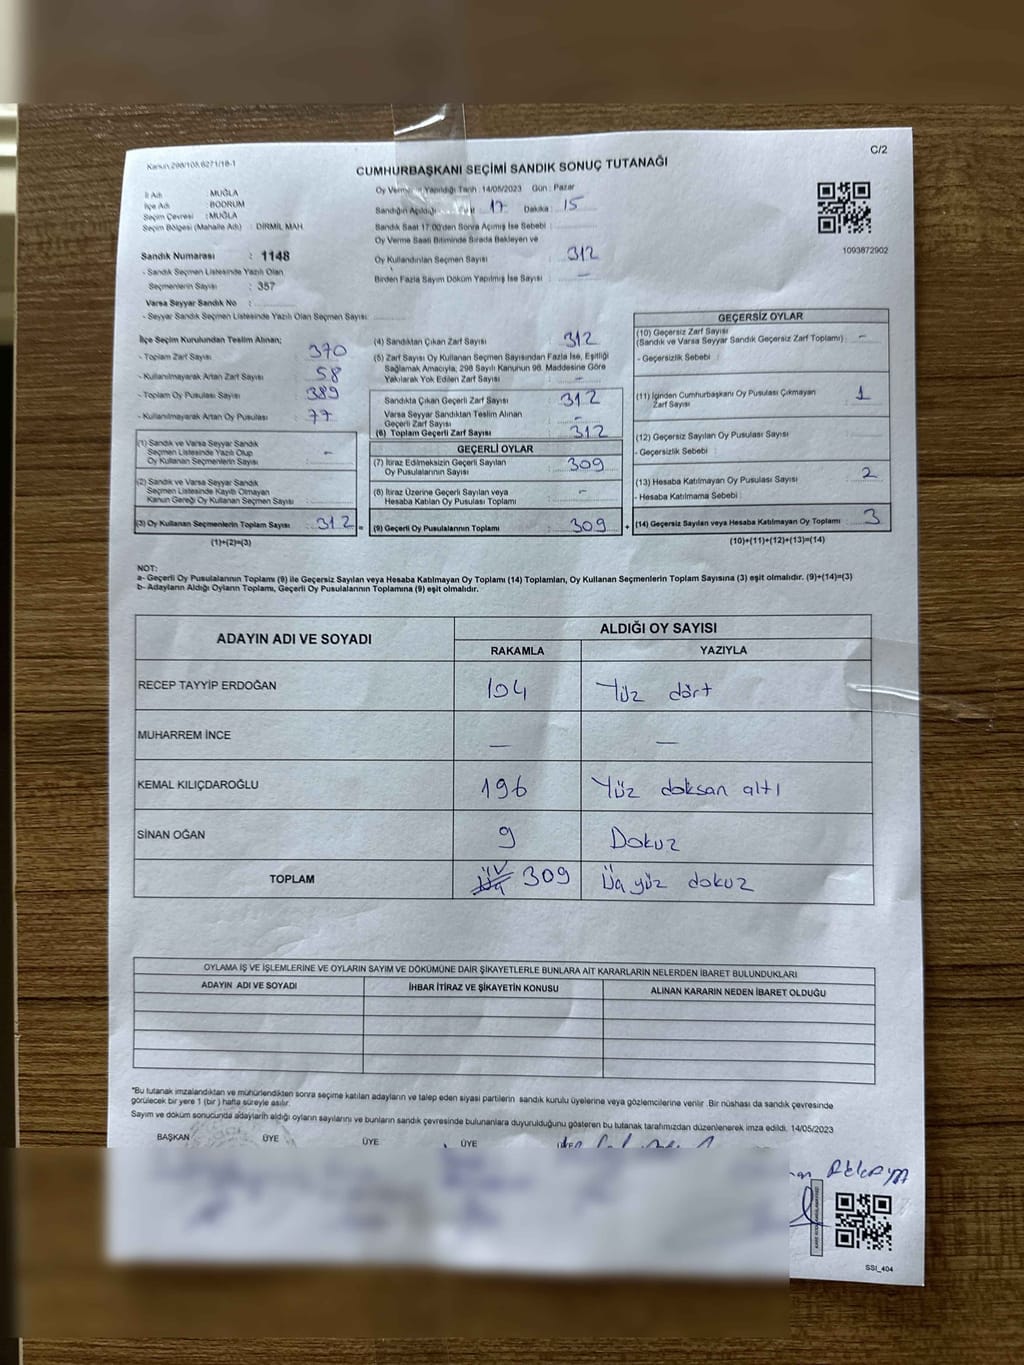 Kanun 298/105,6271/18-1
C/2
CUMHURBAŞKANI SEÇİMİ SANDIK SONUÇ TUTANAĞI
İl Adı : MUĞLA
İlçe Adı : BODRUM
Seçim Çevresi : MUĞLA
Seçim Bölgesi (Mahalle Adı) : DİRMİL MAH.
Sandık Numarası : 1148
- Sandık Seçmen Listesinde Yazılı Olan
Seçmenlerin Sayısı : 357
Varsa Seyyar Sandık No :
- Seyyar Sandık Seçmen Listesinde Yazılı Olan Seçmen Sayısı:
Oy Verme Yapıldığı Tarih : 14/05/2023 Gün : Pazar
Sandığın Açıldığı 17 Dakika : 15
Sandık Saat 17:00'den Sonra Açılmış İse Sebebi :
Oy Verme Saati Bitiminde Sırada Bekleyen ve
Oy Kullandırılan Seçmen Sayısı : 312
Birden Fazla Sayım Döküm Yapılmış İse Sayısı : —
1093872902
İlçe Seçim Kurulundan Teslim Alınan;
- Toplam Zarf Sayısı : 370
- Kullanılmayarak Artan Zarf Sayısı : 58
- Toplam Oy Pusulası Sayısı : 389
- Kullanılmayarak Artan Oy Pusulası : 77
(1) Sandık ve Varsa Seyyar Sandık
Seçmen Listesinde Yazılı Olup
Oy Kullanan Seçmenlerin Sayısı : -
(2) Sandık ve Varsa Seyyar Sandık
Seçmen Listesinde Kayıtlı Olmayan
Kanun Gereği Oy Kullanan Seçmen Sayısı :
(3) Oy Kullanan Seçmenlerin Toplam Sayısı : 312 =
(1)+(2)=(3)
(4) Sandıktan Çıkan Zarf Sayısı : 312
(5) Zarf Sayısı Oy Kullanan Seçmen Sayısından Fazla İse, Eşitliği
Sağlamak Amacıyla, 298 Sayılı Kanunun 98. Maddesine Göre
Yakılarak Yok Edilen Zarf Sayısı : —
Sandıkta Çıkan Geçerli Zarf Sayısı : 312
Varsa Seyyar Sandıktan Teslim Alınan
Geçerli Zarf Sayısı : -
(6) Toplam Geçerli Zarf Sayısı : 312
GEÇERLİ OYLAR
(7) İtiraz Edilmeksizin Geçerli Sayılan
Oy Pusulalarının Sayısı : 309
(8) İtiraz Üzerine Geçerli Sayılan veya
Hesaba Katılan Oy Pusulası Toplamı : -
(9) Geçerli Oy Pusulalarının Toplamı : 309 +
GEÇERSİZ OYLAR
(10) Geçersiz Zarf Sayısı
(Sandık ve Varsa Seyyar Sandık Geçersiz Zarf Toplamı) : -
- Geçersizlik Sebebi :
(11) İçinden Cumhurbaşkanı Oy Pusulası Çıkmayan
Zarf Sayısı : 1
(12) Geçersiz Sayılan Oy Pusulası Sayısı :
- Geçersizlik Sebebi :
(13) Hesaba Katılmayan Oy Pusulası Sayısı : 2
- Hesaba Katılmama Sebebi :
(14) Geçersiz Sayılan veya Hesaba Katılmayan Oy Toplamı : 3
(10)+(11)+(12)+(13)=(14)
NOT:
a- Geçerli Oy Pusulalarının Toplamı (9) ile Geçersiz Sayılan veya Hesaba Katılmayan Oy Toplamı (14) Toplamları, Oy Kullanan Seçmenlerin Toplam Sayısına (3) eşit olmalıdır. (9)+(14)=(3)
b- Adayların Aldığı Oyların Toplamı, Geçerli Oy Pusulalarının Toplamına (9) eşit olmalıdır.
ADAYIN ADI VE SOYADI ALDIĞI OY SAYISI
RAKAMLA YAZIYLA
RECEP TAYYİP ERDOĞAN 104 Yüz dört
MUHARREM İNCE — —
KEMAL KILIÇDAROĞLU 196 Yüz doksan altı
SİNAN OĞAN 9 Dokuz
TOPLAM 309 Üç yüz dokuz
OYLAMA İŞ VE İŞLEMLERİNE VE OYLARIN SAYIM VE DÖKÜMÜNE DAİR ŞİKAYETLERLE BUNLARA AİT KARARLARIN NELERDEN İBARET BULUNDUKLARI
ADAYIN ADI VE SOYADI İHBAR İTİRAZ VE ŞİKAYETİN KONUSU ALINAN KARARIN NEDEN İBARET OLDUĞU
*Bu tutanak imzalandıktan ve mühürlendikten sonra seçime katılan adayların ve talep eden siyasi partilerin sandık kurulu üyelerine veya gözlemcilerine verilir .Bir nüshası da sandık çevresinde
görülecek bir yere 1 (bir ) hafta süreyle asılır.
Sayım ve döküm sonucunda adayların aldığı oyların sayılarını ve bunların sandık çevresinde bulunanlara duyurulduğunu gösteren bu tutanak tarafımızdan düzenlenerek imza edildi. 14/05/2023
BAŞKAN ÜYE ÜYE ÜYE
SSI_404